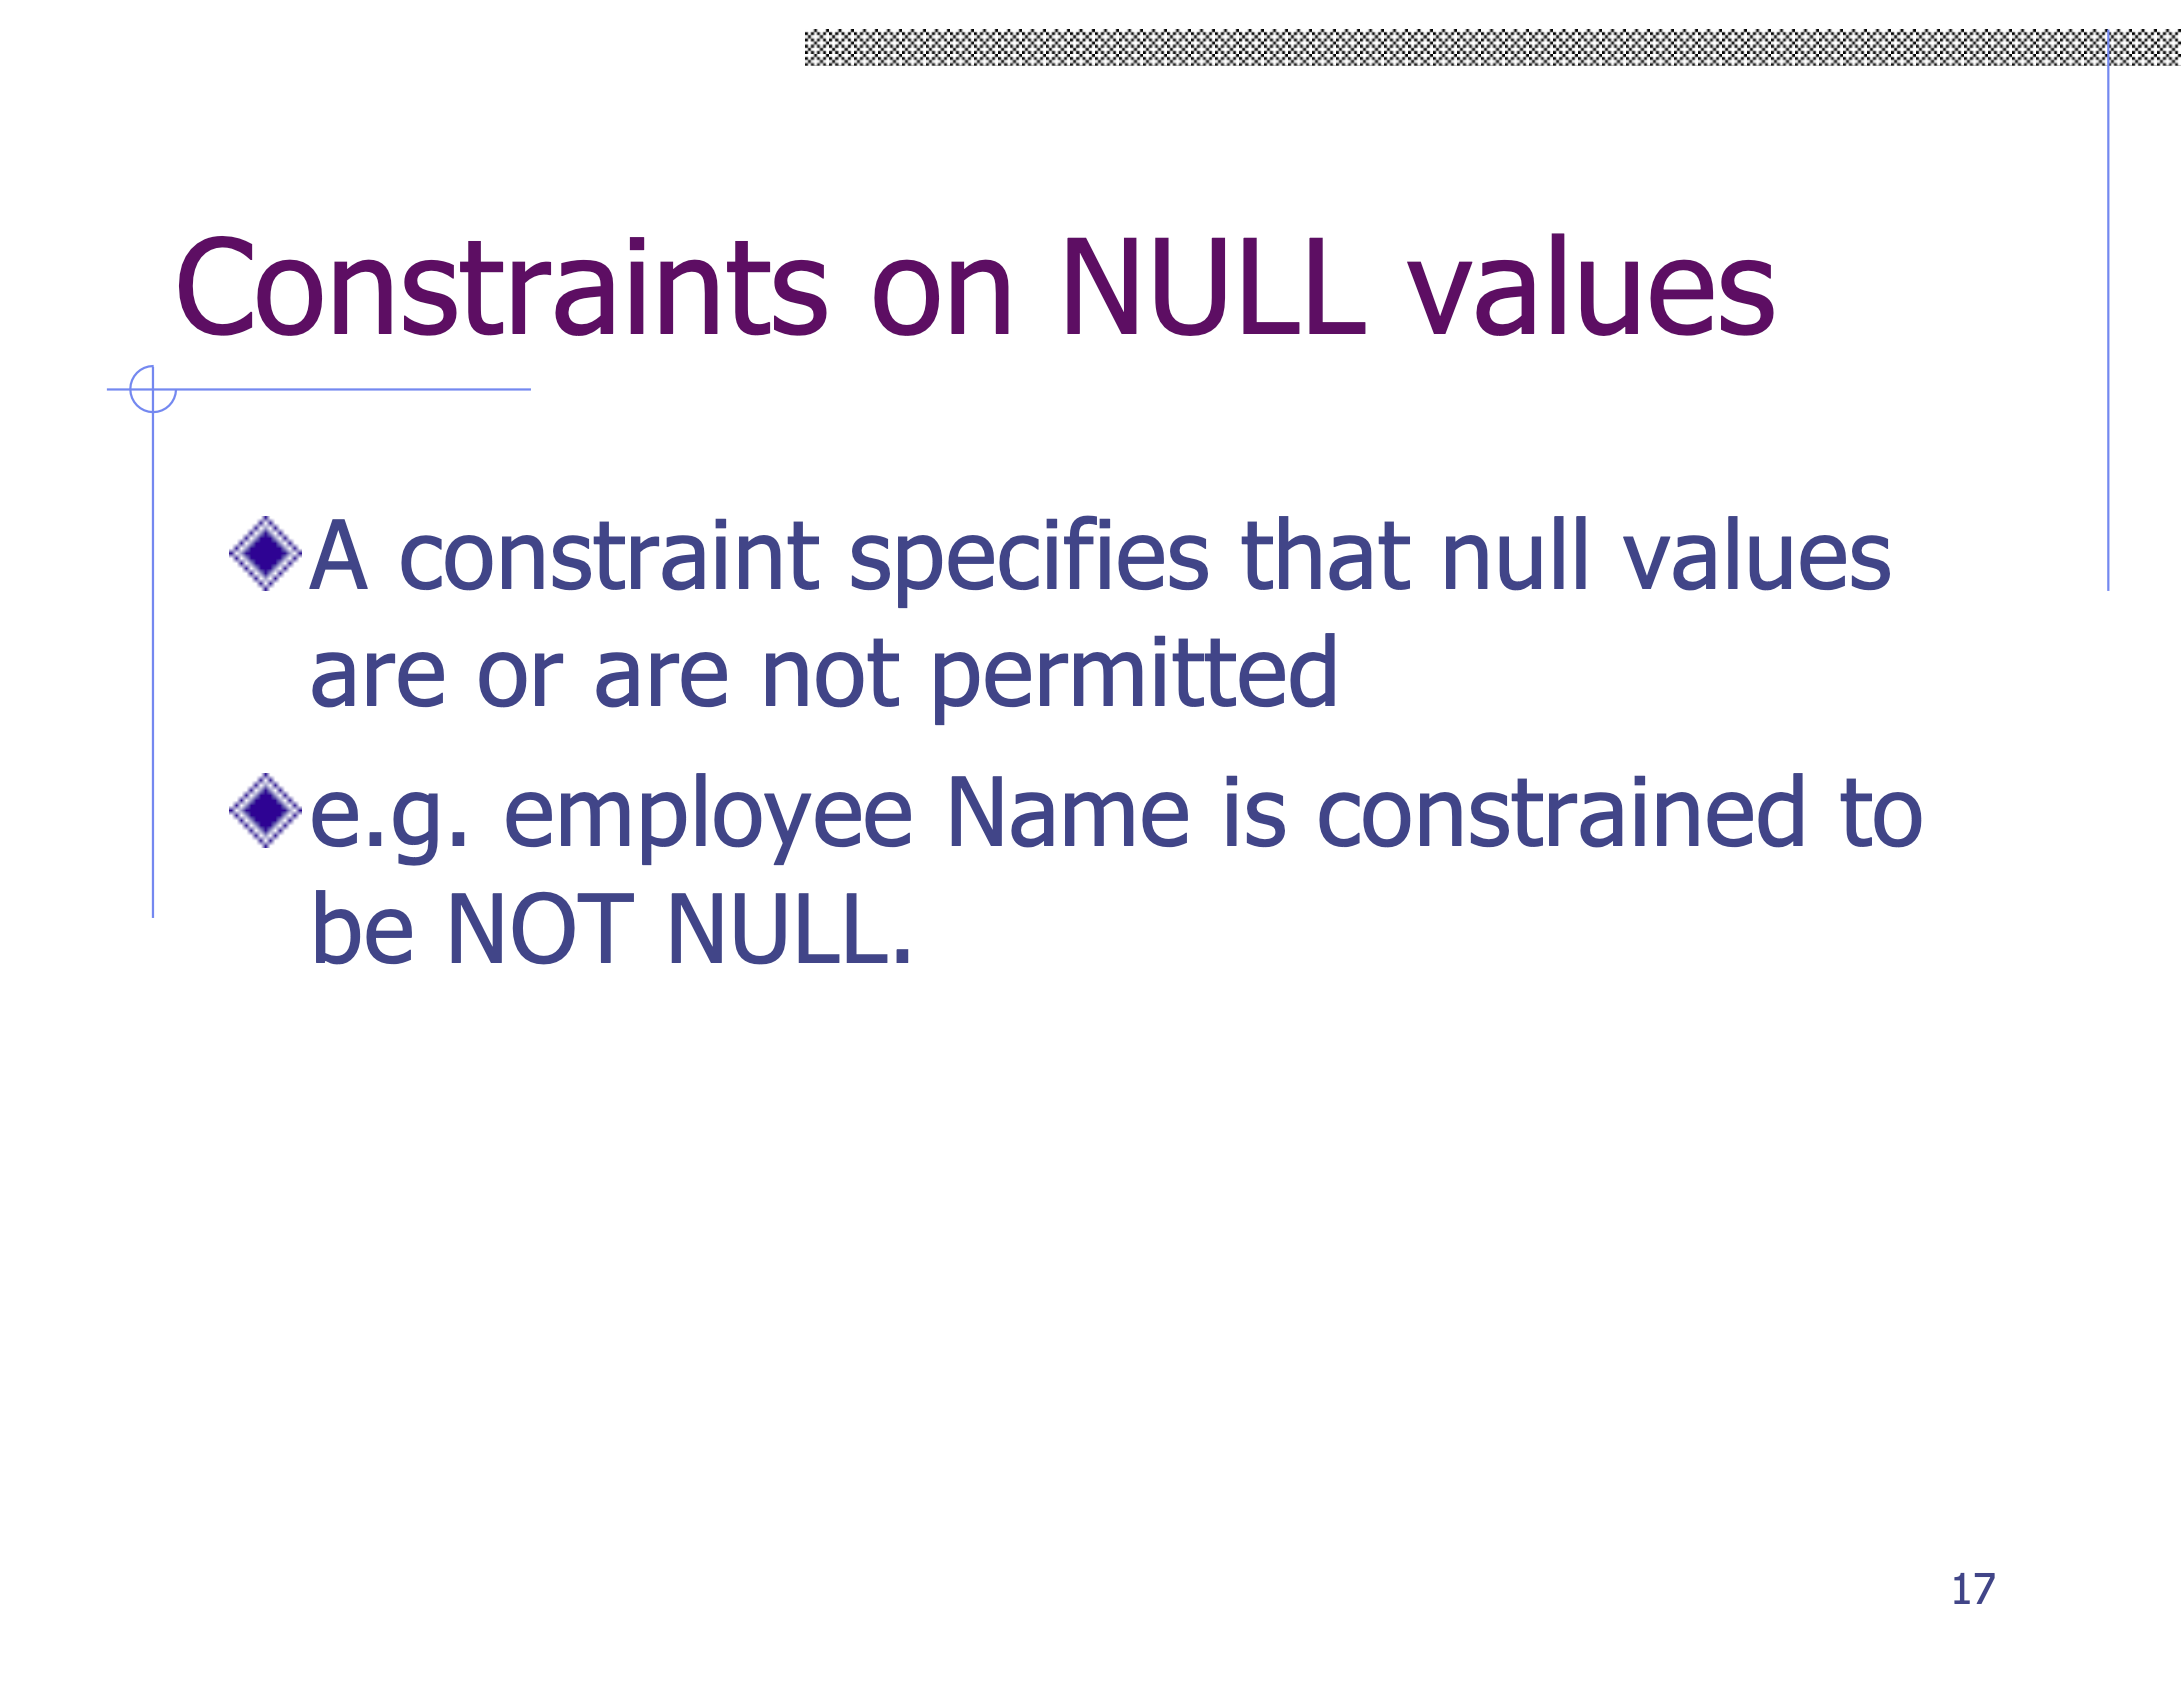 Constraints on NULL values
A constraint specifies that null values
are or are not permitted
e.g. employee Name is constrained to
be NOT NULL.
17